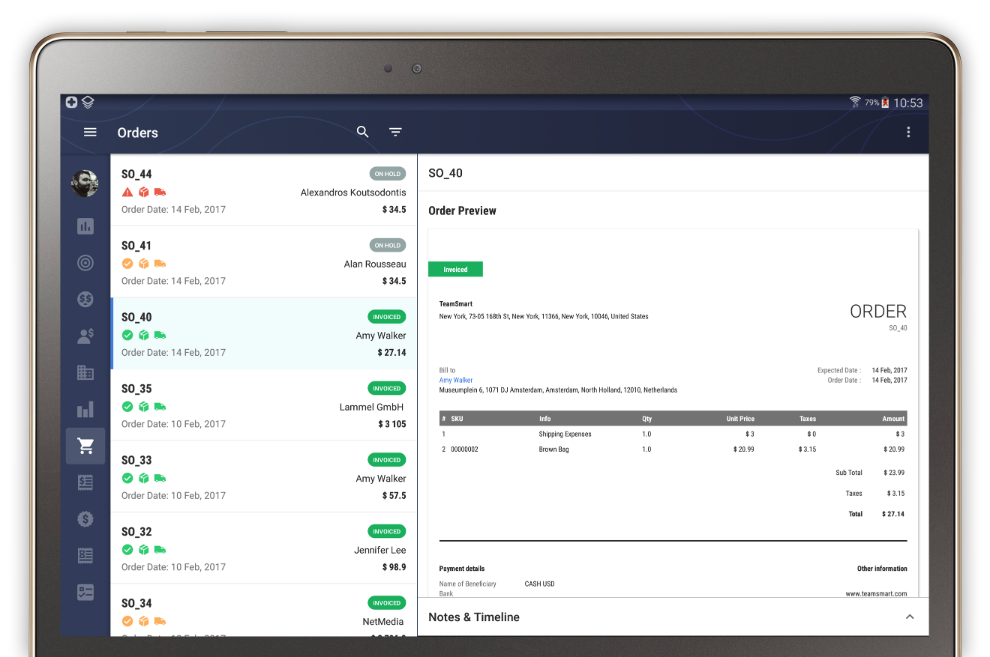 79% 10:53
Orders
SO_44 ON HOLD
Alexandros Koutsodontis
Order Date: 14 Feb, 2017 $ 34.5
SO_41 ON HOLD
Alan Rousseau
Order Date: 14 Feb, 2017 $ 34.5
SO_40 INVOICED
Amy Walker
Order Date: 14 Feb, 2017 $ 27.14
SO_35 INVOICED
Lammel GmbH
Order Date: 10 Feb, 2017 $ 3 105
SO_33 INVOICED
Amy Walker
Order Date: 10 Feb, 2017 $ 57.5
SO_32 INVOICED
Jennifer Lee
Order Date: 10 Feb, 2017 $ 98.9
SO_34 INVOICED
NetMedia
SO_40
Order Preview
Invoiced
TeamSmart
New York, 73-05 168th St, New York, 11366, New York, 10046, United States
ORDER
SO_40
Bill to
Amy Walker
Museumplein 6, 1071 DJ Amsterdam, Amsterdam, North Holland, 12010, Netherlands
Expected Date : 14 Feb, 2017
Order Date : 14 Feb, 2017
# SKU Info Qty Unit Price Taxes Amount
1 Shipping Expenses 1.0 $ 3 $ 0 $ 3
2 00000002 Brown Bag 1.0 $ 20.99 $ 3.15 $ 20.99
Sub Total $ 23.99
Taxes $ 3.15
Total $ 27.14
Payment details Other information
Name of Beneficiary CASH USD
Bank www.teamsmart.com
Notes & Timeline